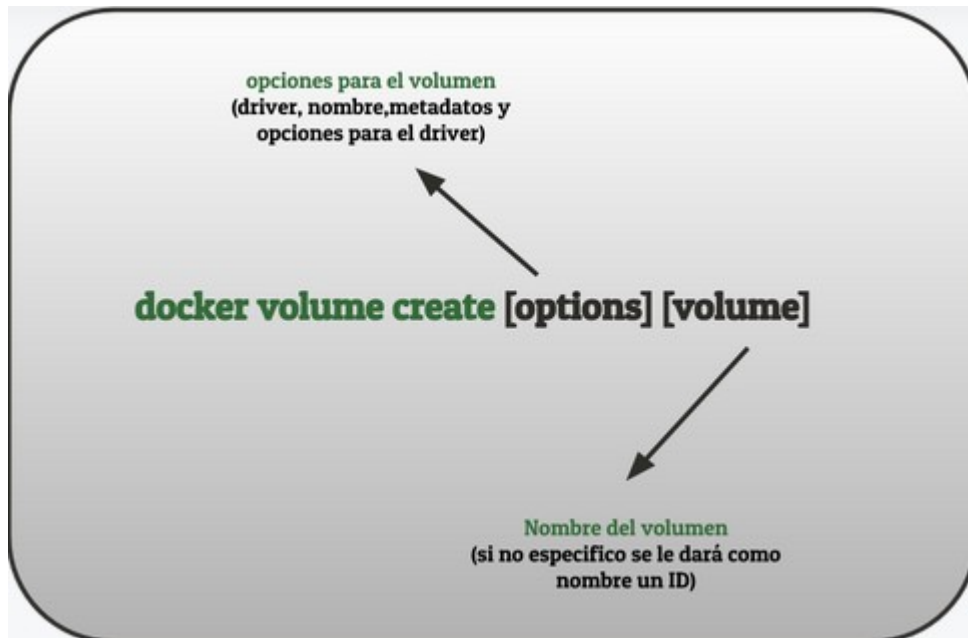 opciones para el volumen
(driver, nombre,metadatos y
opciones para el driver)
docker volume create [options] [volume]
Nombre del volumen
(si no especifico se le dará como
nombre un ID)